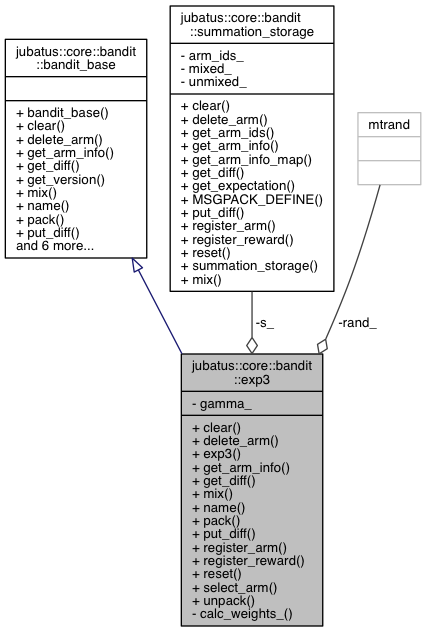 jubatus::core::bandit
::bandit_base
+ bandit_base()
+ clear()
+ delete_arm()
+ get_arm_info()
+ get_diff()
+ get_version()
+ mix()
+ name()
+ pack()
+ put_diff()
and 6 more...
jubatus::core::bandit
::summation_storage
- arm_ids_
- mixed_
- unmixed_
+ clear()
+ delete_arm()
+ get_arm_ids()
+ get_arm_info()
+ get_arm_info_map()
+ get_diff()
+ get_expectation()
+ MSGPACK_DEFINE()
+ put_diff()
+ register_arm()
+ register_reward()
+ reset()
+ summation_storage()
+ mix()
mtrand
-s_
-rand_
jubatus::core::bandit
::exp3
- gamma_
+ clear()
+ delete_arm()
+ exp3()
+ get_arm_info()
+ get_diff()
+ mix()
+ name()
+ pack()
+ put_diff()
+ register_arm()
+ register_reward()
+ reset()
+ select_arm()
+ unpack()
- calc_weights_()